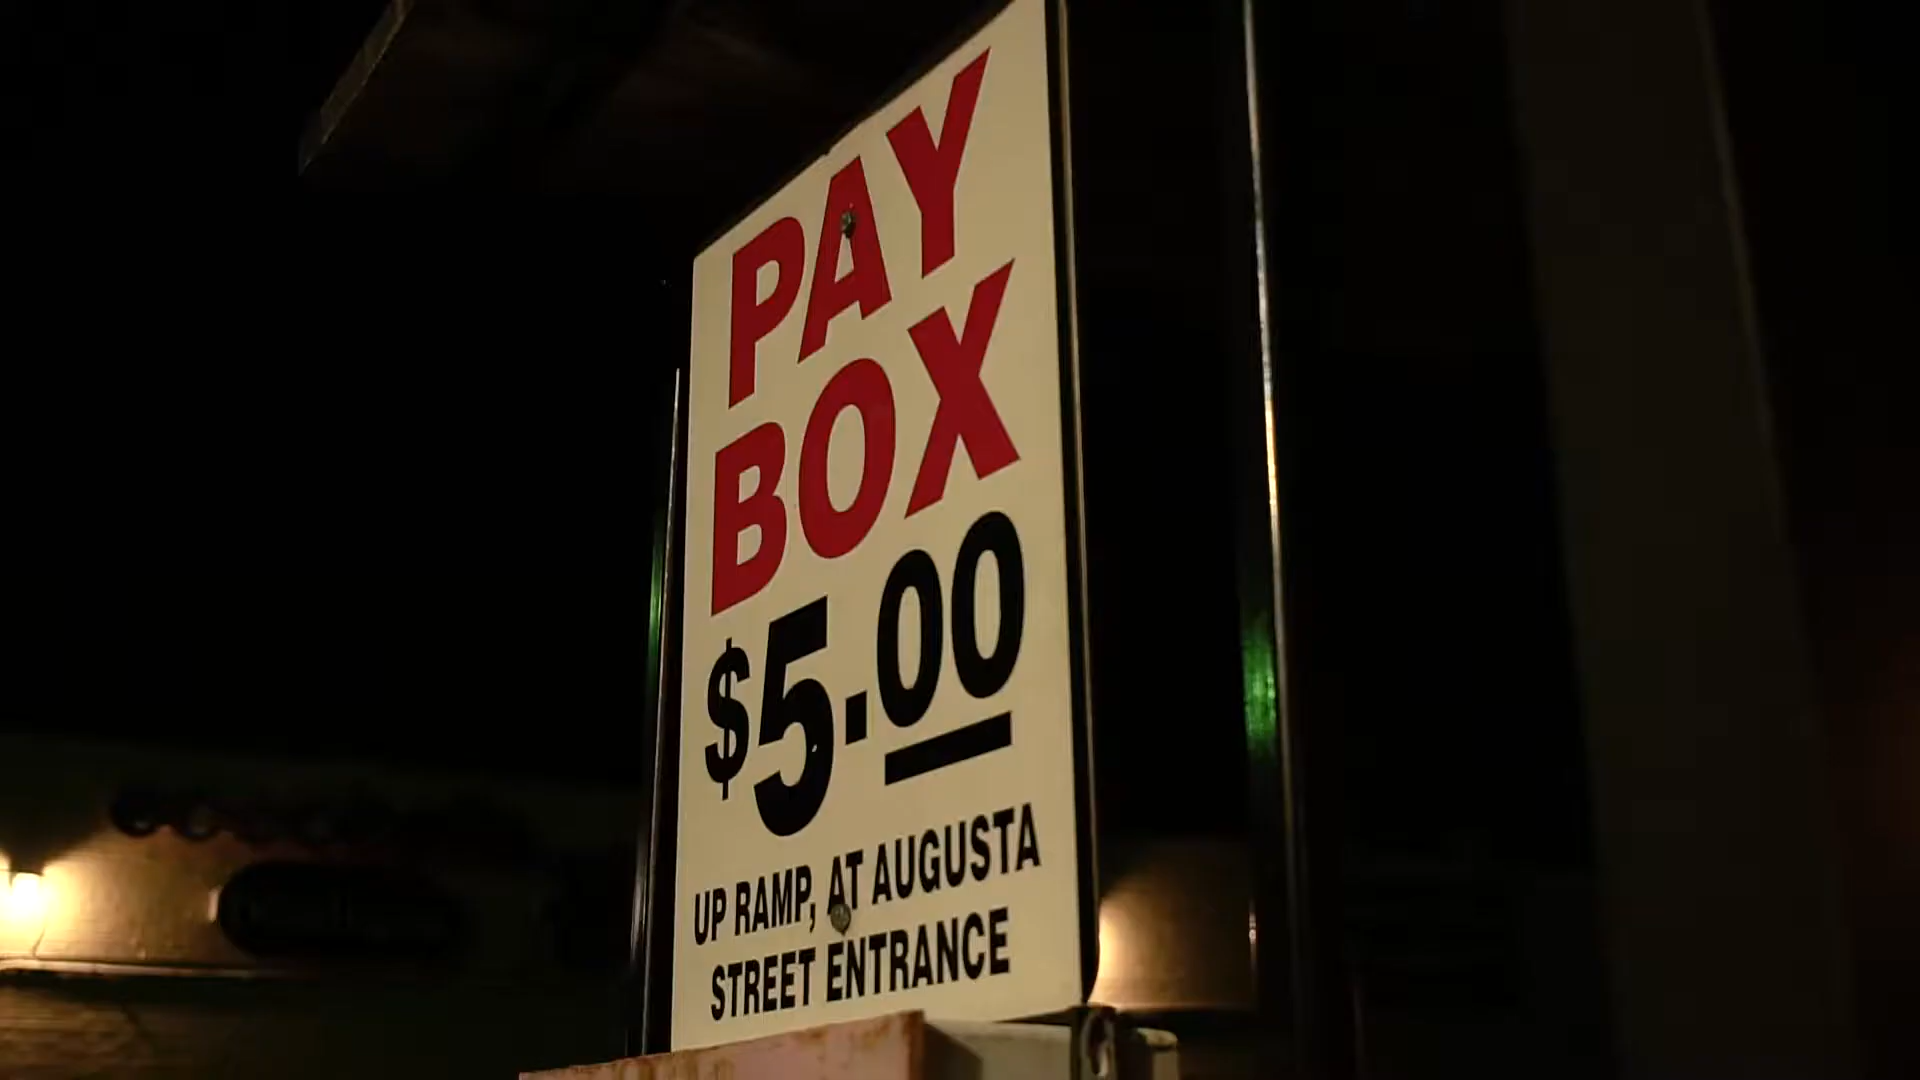 PAY
BOX
$5.00
UP RAMP, AT AUGUSTA
STREET ENTRANCE